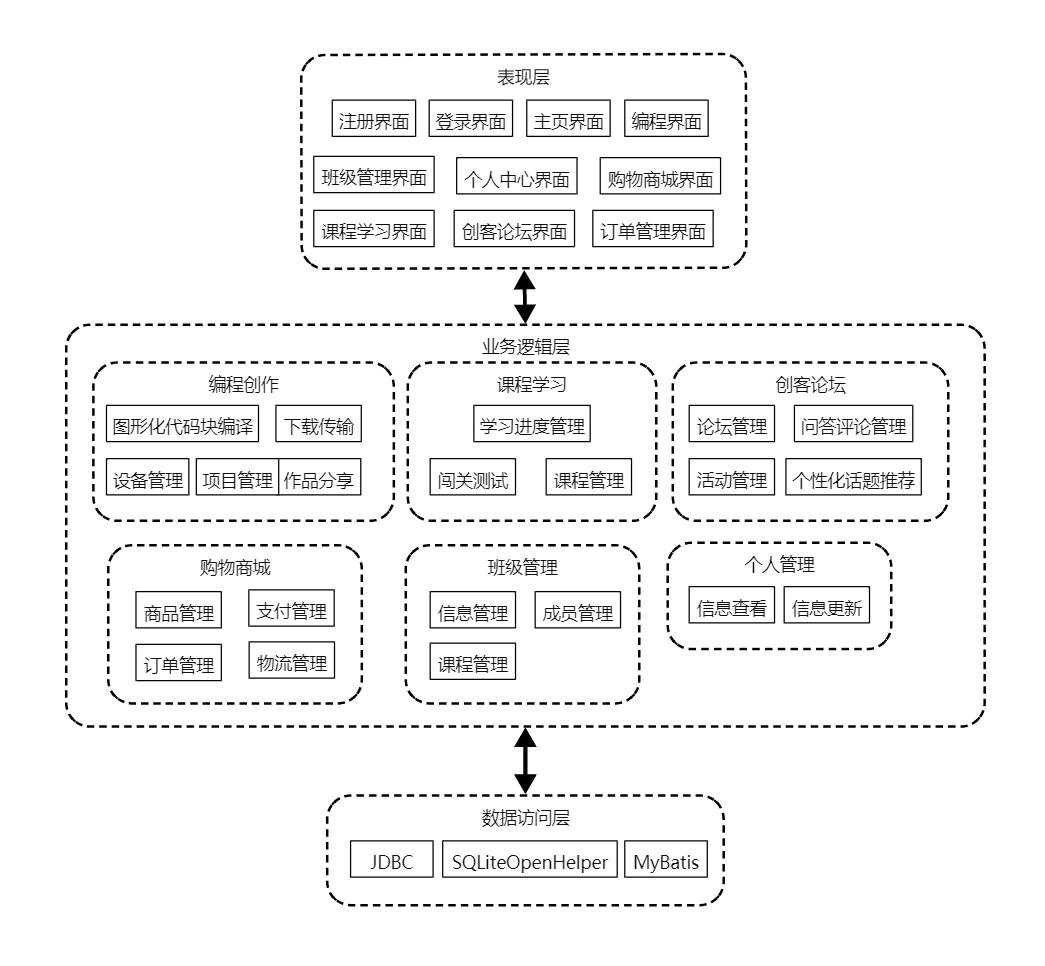 表现层
注册界面 登录界面 主页界面 编程界面
班级管理界面 个人中心界面 购物商城界面
课程学习界面 创客论坛界面 订单管理界面
业务逻辑层
编程创作
图形化代码块编译 下载传输
设备管理 项目管理 作品分享
课程学习
学习进度管理
闯关测试 课程管理
创客论坛
论坛管理 问答评论管理
活动管理 个性化话题推荐
购物商城
商品管理 支付管理
订单管理 物流管理
班级管理
信息管理 成员管理
课程管理
个人管理
信息查看 信息更新
数据访问层
JDBC SQLiteOpenHelper MyBatis